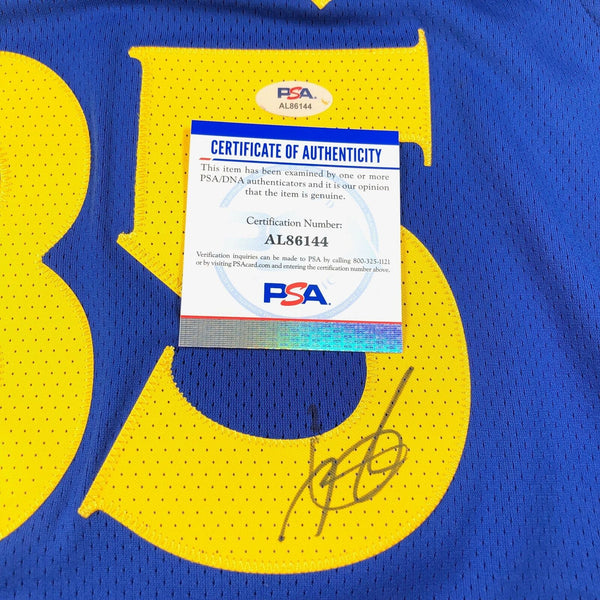 35
PSA
AL86144
CERTIFICATE OF AUTHENTICITY
This item has been examined by one or more
PSA/DNA authenticators and it is our opinion
that the item is genuine.
Certification Number:
AL86144
Verification inquiries can be made to PSA by calling 800-325-1121
or by visiting PSAcard.com and entering the certification number above.
PSA